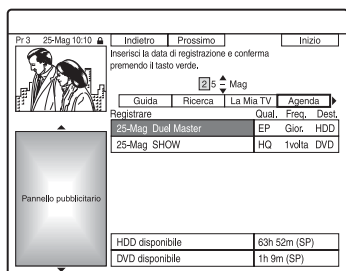 Pr 3 25-Mag 10:10
Indietro Prossimo Inizio
Inserisci la data di registrazione e conferma
premendo il tasto verde.
25 Mag
Guida Ricerca La Mia TV Agenda
Registrare Qual. Freq. Dest.
25-Mag Duel Master EP Gior. HDD
25-Mag SHOW HQ 1volta DVD
Pannello pubblicitario
HDD disponibile 63h 52m (SP)
DVD disponibile 1h 9m (SP)